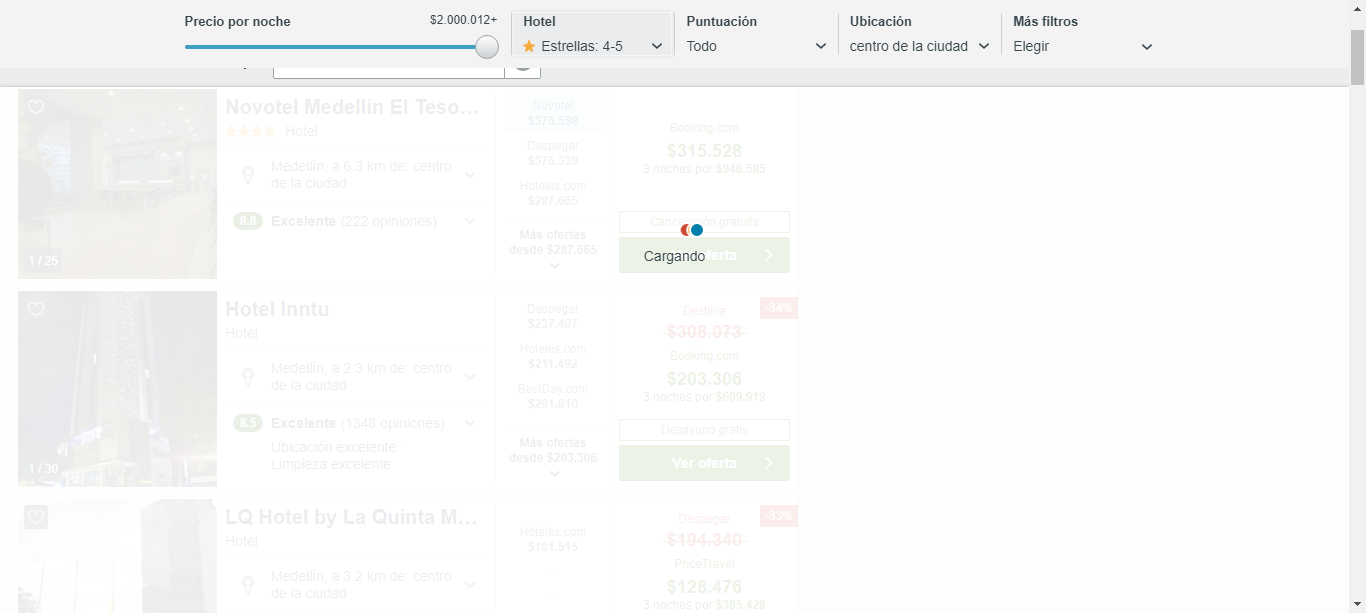 Precio por noche
$2.000.012+
Hotel
Estrellas: 4-5
Puntuación
Todo
Ubicación
centro de la ciudad
Más filtros
Elegir
Novotel Medellín El Teso...
Hotel
Medellín, a 6.3 km de: centro
de la ciudad
8.8 Excelente (222 opiniones)
1 / 25
Novotel
$375.598
Despegar
$375.339
Hoteles.com
$287.665
Más ofertas
desde $287.665
Booking.com
$315.528
3 noches por $946.585
Cancelación gratuita
Cargando
ferta
Hotel Inntu
Hotel
Medellín, a 2.3 km de: centro
de la ciudad
8.5 Excelente (1348 opiniones)
Ubicación excelente ·
Limpieza excelente
1 / 30
Despegar
$237.407
Hoteles.com
$211.492
BestDay.com
$291.810
Más ofertas
desde $203.306
-34%
Destinia
$308.073
Booking.com
$203.306
3 noches por $609.919
Desayuno gratis
Ver oferta
LQ Hotel by La Quinta M...
Hotel
Medellín, a 3.2 km de: centro
de la ciudad
Hoteles.com
$181.515
-33%
Despegar
$194.340
PriceTravel
$128.476
3 noches por $385.428